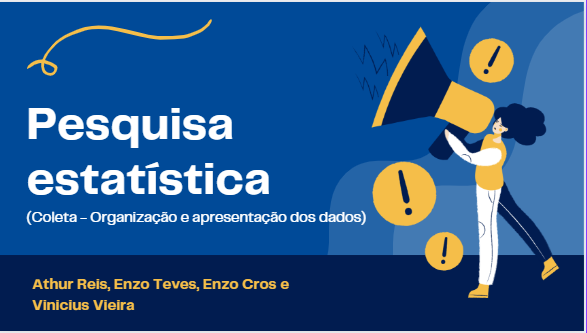 Pesquisa
estatística
(Coleta – Organização e apresentação dos dados)
Athur Reis, Enzo Teves, Enzo Cros e
Vinicius Vieira